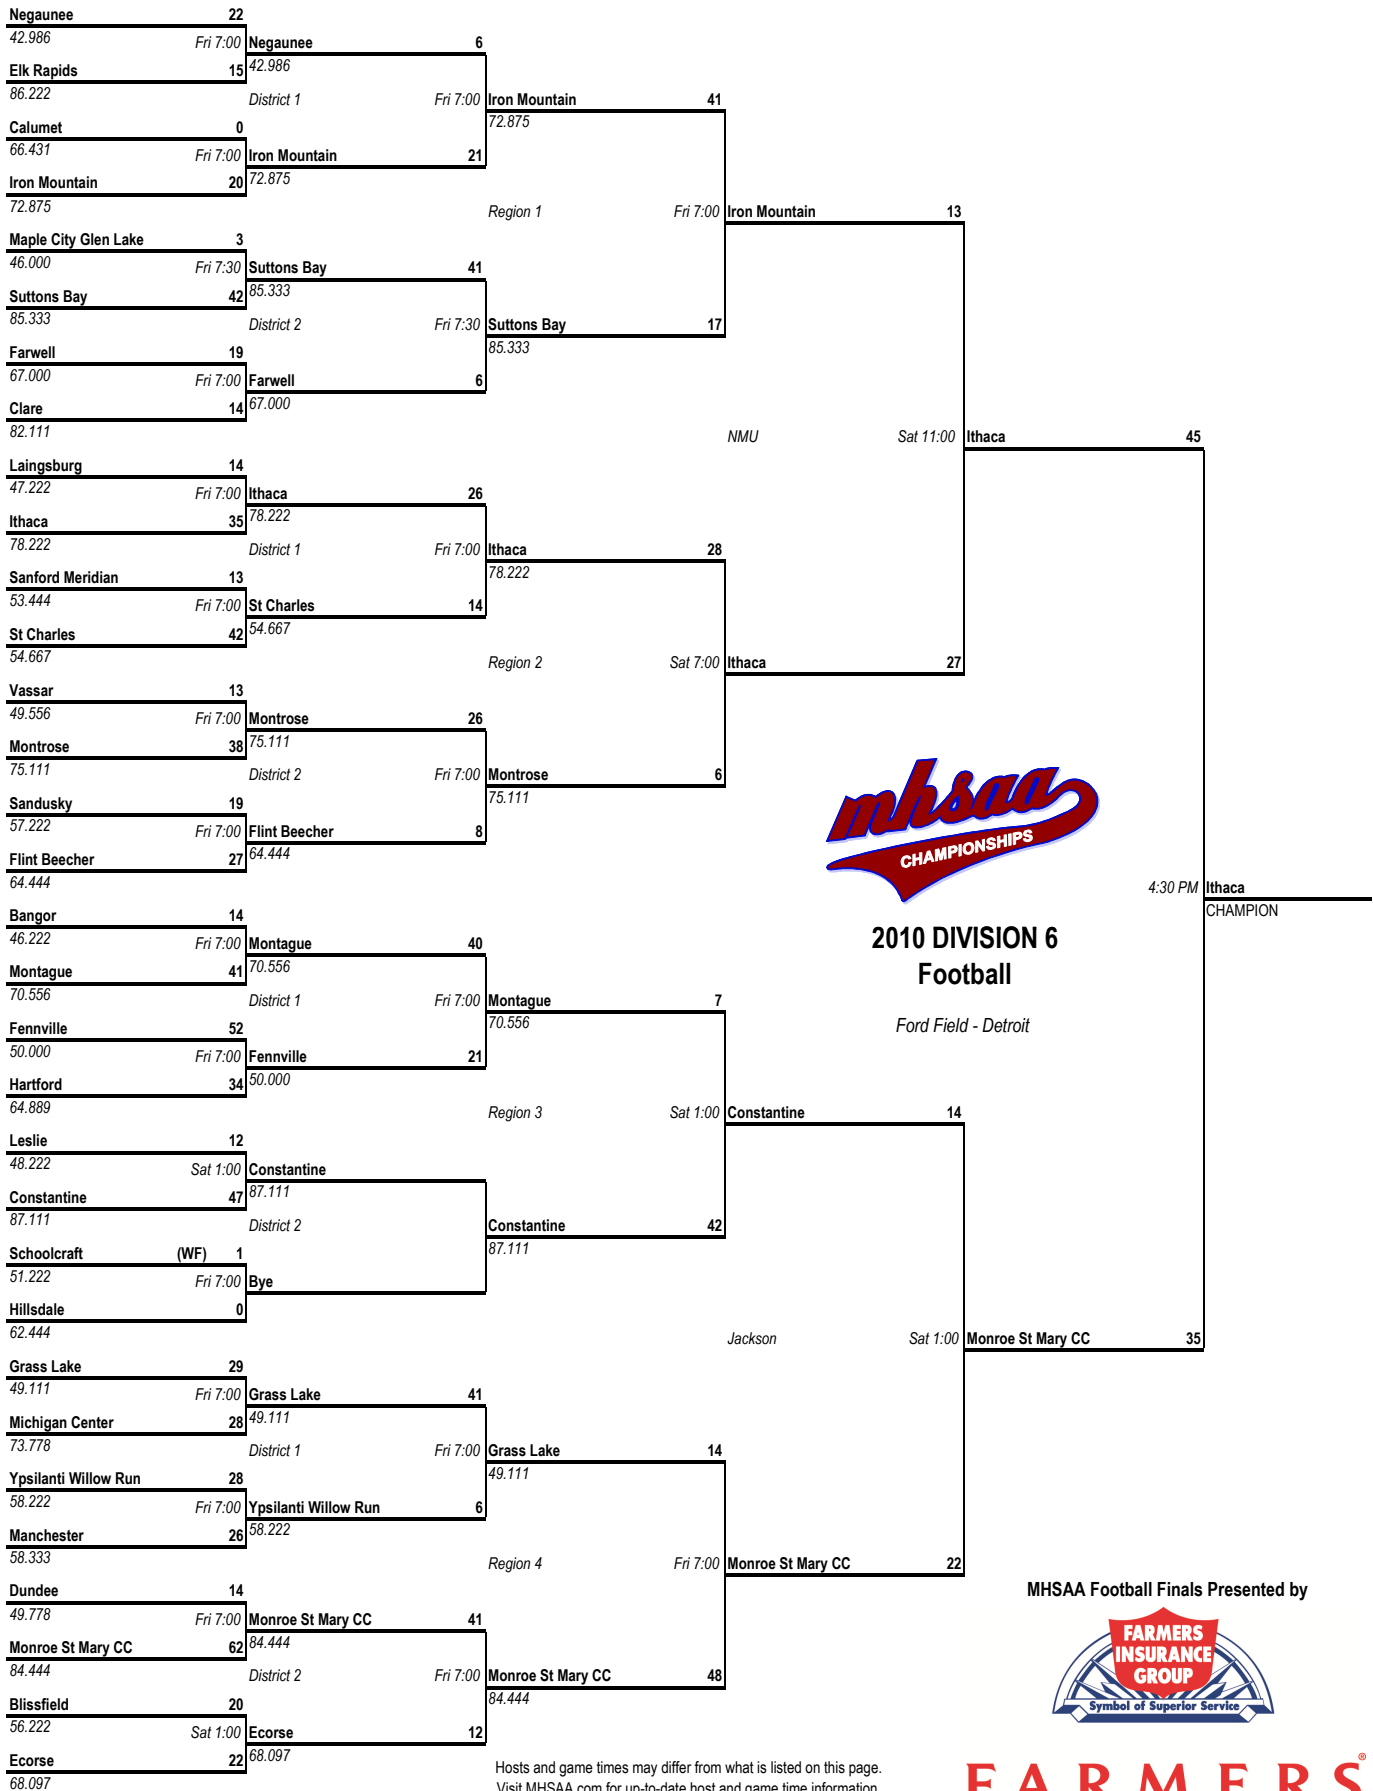 Negaunee 22
42.986
Fri 7:00 Negaunee 6
42.986
Elk Rapids 15
86.222
District 1 Fri 7:00 Iron Mountain 41
72.875
Calumet 0
66.431
Fri 7:00 Iron Mountain 21
72.875
Iron Mountain 20
72.875
Region 1 Fri 7:00 Iron Mountain 13
Maple City Glen Lake 3
46.000
Fri 7:30 Suttons Bay 41
85.333
Suttons Bay 42
85.333
District 2 Fri 7:30 Suttons Bay 17
85.333
Farwell 19
67.000
Fri 7:00 Farwell 6
67.000
Clare 14
82.111
NMU Sat 11:00 Ithaca 45
Laingsburg 14
47.222
Fri 7:00 Ithaca 26
78.222
Ithaca 35
78.222
District 1 Fri 7:00 Ithaca 28
78.222
Sanford Meridian 13
53.444
Fri 7:00 St Charles 14
54.667
St Charles 42
54.667
Region 2 Sat 7:00 Ithaca 27
Vassar 13
49.556
Fri 7:00 Montrose 26
75.111
Montrose 38
75.111
District 2 Fri 7:00 Montrose 6
75.111
Sandusky 19
57.222
Fri 7:00 Flint Beecher 8
64.444
Flint Beecher 27
64.444
mhsaa
CHAMPIONSHIPS
4:30 PM Ithaca
CHAMPION
2010 DIVISION 6
Football
Ford Field - Detroit
Bangor 14
46.222
Fri 7:00 Montague 40
70.556
Montague 41
70.556
District 1 Fri 7:00 Montague 7
70.556
Fennville 52
50.000
Fri 7:00 Fennville 21
50.000
Hartford 34
64.889
Region 3 Sat 1:00 Constantine 14
Leslie 12
48.222
Sat 1:00 Constantine
87.111
Constantine 47
87.111
District 2 Constantine 42
87.111
Schoolcraft (WF) 1
51.222
Fri 7:00 Bye
Hillsdale 0
62.444
Jackson Sat 1:00 Monroe St Mary CC 35
Grass Lake 29
49.111
Fri 7:00 Grass Lake 41
49.111
Michigan Center 28
73.778
District 1 Fri 7:00 Grass Lake 14
49.111
Ypsilanti Willow Run 28
58.222
Fri 7:00 Ypsilanti Willow Run 6
58.222
Manchester 26
58.333
Region 4 Fri 7:00 Monroe St Mary CC 22
Dundee 14
49.778
Fri 7:00 Monroe St Mary CC 41
84.444
Monroe St Mary CC 62
84.444
District 2 Fri 7:00 Monroe St Mary CC 48
84.444
Blissfield 20
56.222
Sat 1:00 Ecorse 12
68.097
Ecorse 22
68.097
MHSAA Football Finals Presented by
FARMERS
INSURANCE
GROUP
Symbol of Superior Service
FARMERS®
Hosts and game times may differ from what is listed on this page.
Visit MHSAA.com for up-to-date host and game time information